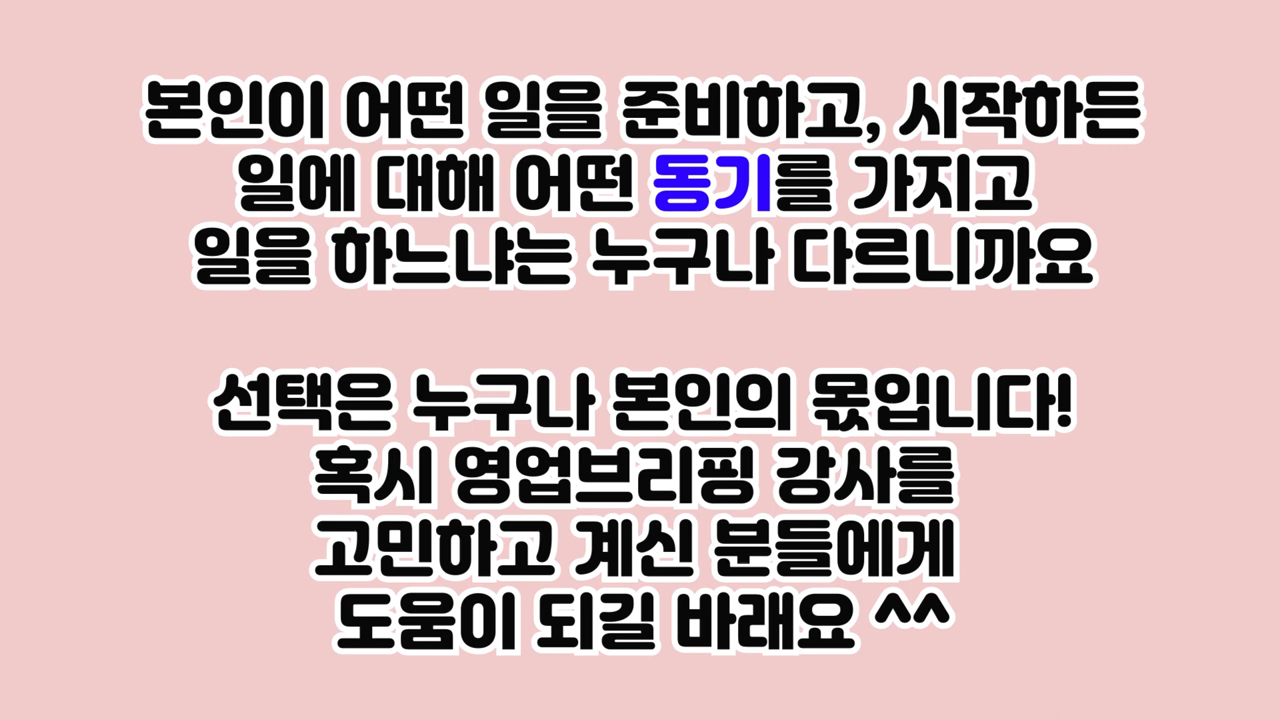 본인이 어떤 일을 준비하고, 시작하든
일에 대해 어떤 동기를 가지고
일을 하느냐는 누구나 다르니까요
선택은 누구나 본인의 몫입니다!
혹시 영업브리핑 강사를
고민하고 계신 분들에게
도움이 되길 바래요 ^^